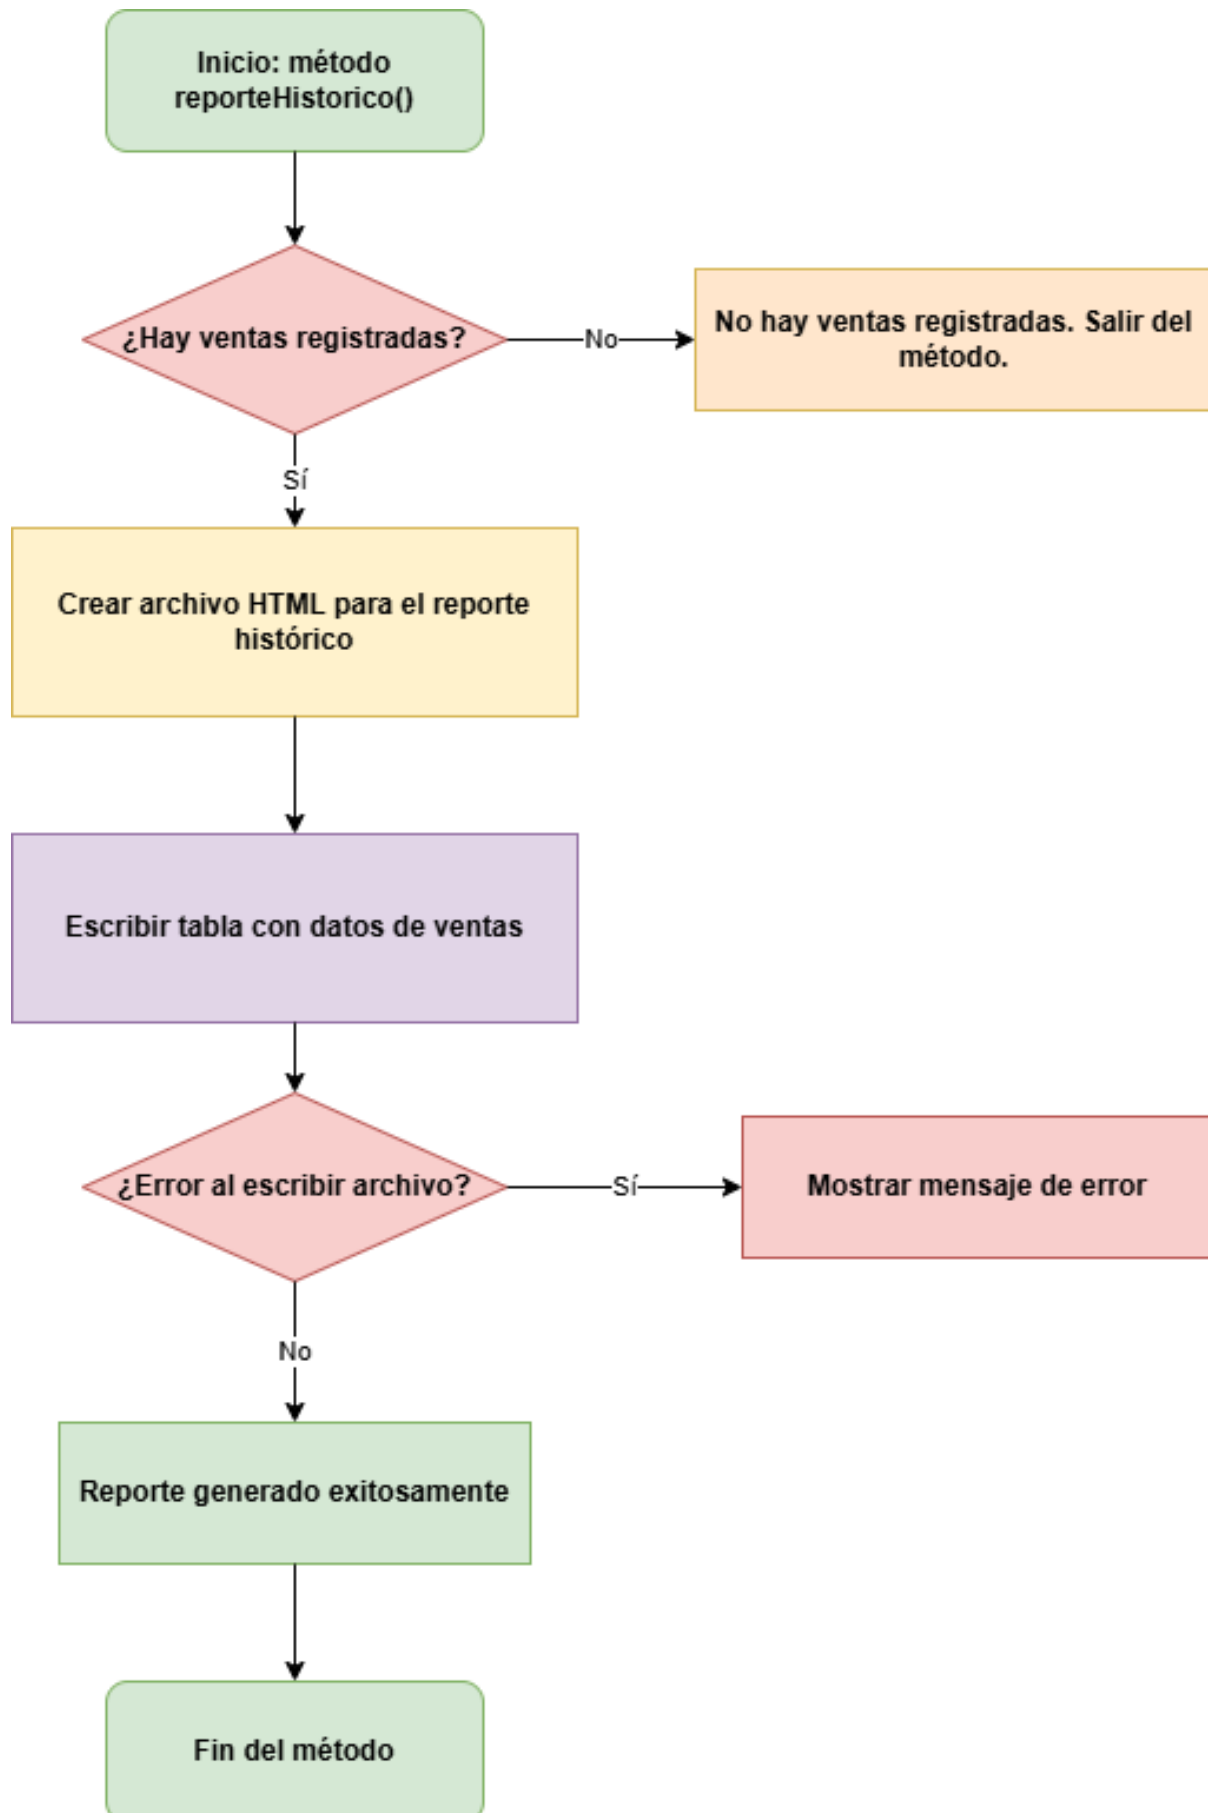 Inicio: método
reporteHistorico()
¿Hay ventas registradas?
No
No hay ventas registradas. Salir del
método.
Sí
Crear archivo HTML para el reporte
histórico
Escribir tabla con datos de ventas
¿Error al escribir archivo?
Sí
Mostrar mensaje de error
No
Reporte generado exitosamente
Fin del método